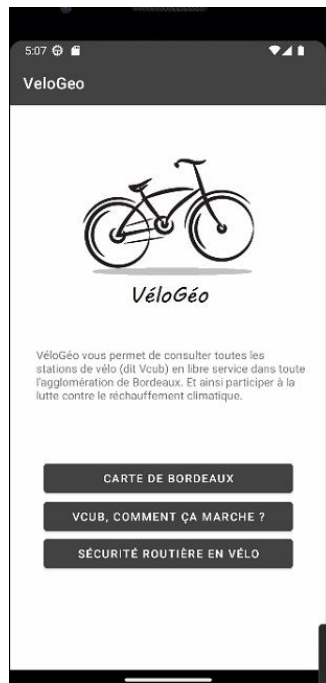 5:07
VeloGeo
VéloGéo
VéloGéo vous permet de consulter toutes les
stations de vélo (dit Vcub) en libre service dans toute
l'agglomération de Bordeaux. Et ainsi participer à la
lutte contre le réchauffement climatique.
CARTE DE BORDEAUX
VCUB, COMMENT ÇA MARCHE ?
SÉCURITÉ ROUTIÈRE EN VÉLO